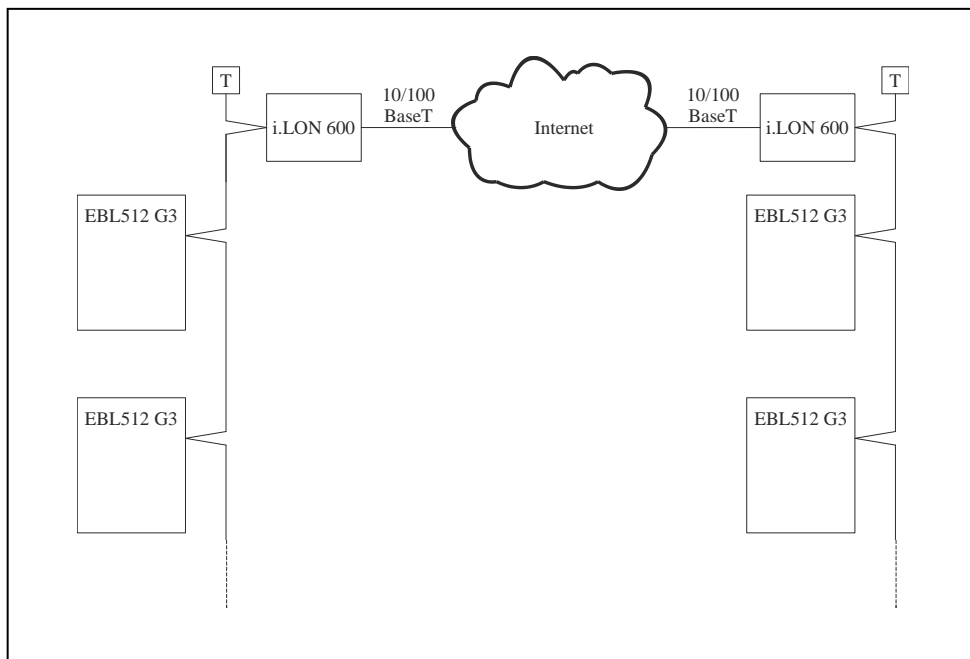 T
T
i.LON 600
10/100
BaseT
Internet
10/100
BaseT
i.LON 600
EBL512 G3
EBL512 G3
EBL512 G3
EBL512 G3